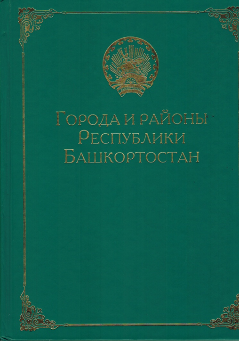 Города и районы
Республики
Башкортостан